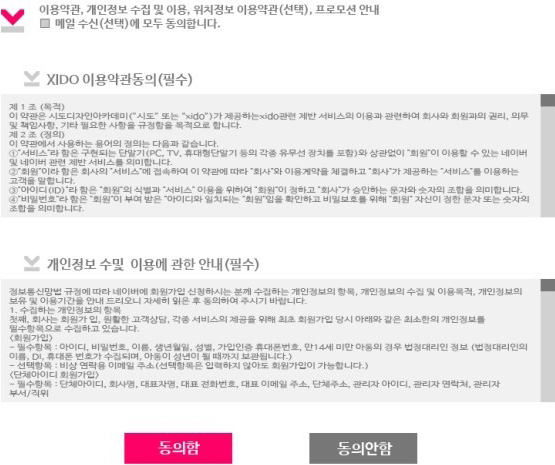 이용약관, 개인정보 수집 및 이용, 위치정보 이용약관(선택), 프로모션 안내
메일 수신(선택)에 모두 동의합니다.
XIDO 이용약관동의(필수)
제 1 조 (목적)
이 약관은 시도디자인아카데미("시도" 또는 "xido")가 제공하는xido관련 제반 서비스의 이용과 관련하여 회사와 회원과의 권리, 의무
및 책임사항, 기타 필요한 사항을 규정함을 목적으로 합니다.
제 2 조 (정의)
이 약관에서 사용하는 용어의 정의는 다음과 같습니다.
①"서비스"라 함은 구현되는 단말기(PC, TV, 휴대형단말기 등의 각종 유무선 장치를 포함)와 상관없이 "회원"이 이용할 수 있는 네이버
및 네이버 관련 제반 서비스를 의미합니다.
②"회원"이라 함은 회사의 "서비스"에 접속하여 이 약관에 따라 "회사"와 이용계약을 체결하고 "회사"가 제공하는 "서비스"를 이용하는
고객을 말합니다.
③"아이디(ID)"라 함은 "회원"의 식별과 "서비스" 이용을 위하여 "회원"이 정하고 "회사"가 승인하는 문자와 숫자의 조합을 의미합니다.
④"비밀번호"라 함은 "회원"이 부여 받은 "아이디와 일치되는 "회원"임을 확인하고 비밀보호를 위해 "회원" 자신이 정한 문자 또는 숫자의
조합을 의미합니다.
개인정보 수및 이용에 관한 안내(필수)
정보통신망법 규정에 따라 네이버에 회원가입 신청하시는 분께 수집하는 개인정보의 항목, 개인정보의 수집 및 이용목적, 개인정보의
보유 및 이용기간을 안내 드리오니 자세히 읽은 후 동의하여 주시기 바랍니다.
1. 수집하는 개인정보의 항목
첫째, 회사는 회원가 입, 원활한 고객상담, 각종 서비스의 제공을 위해 최초 회원가입 당시 아래와 같은 최소한의 개인정보를
필수항목으로 수집하고 있습니다.
<회원가입>
- 필수항목 : 아이디, 비밀번호, 이름, 생년월일, 성별, 가입인증 휴대폰번호, 만14세 미만 아동의 경우 법정대리인 정보 (법정대리인의
이름, DI, 휴대폰 번호가 수집되며, 아동이 성년이 될 때까지 보관됩니다.)
- 선택항목 : 비상 연락용 이메일 주소(선택항목은 입력하지 않아도 회원가입이 가능합니다.)
<단체아이디 회원가입>
- 필수항목 : 단체아이디, 회사명, 대표자명, 대표 전화번호, 대표 이메일 주소, 단체주소, 관리자 아이디, 관리자 연락처, 관리자
부서/직위
동의함
동의안함